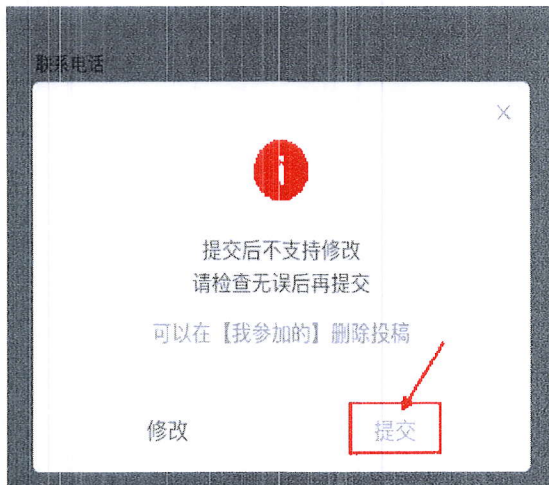 联系电话
提交后不支持修改
请检查无误后再提交
可以在【我参加的】删除投稿
修改
提交